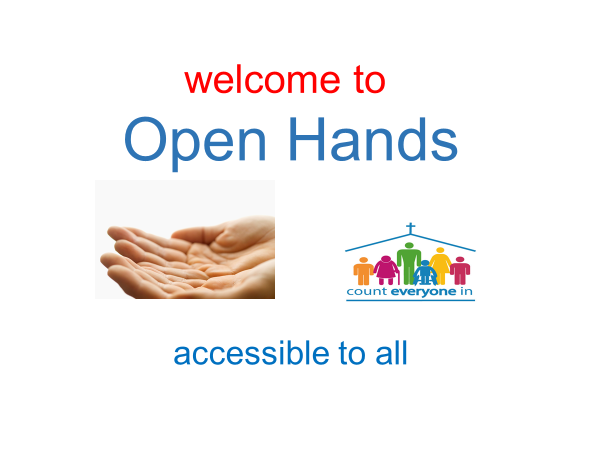 welcome to
Open Hands
count everyone in
accessible to all